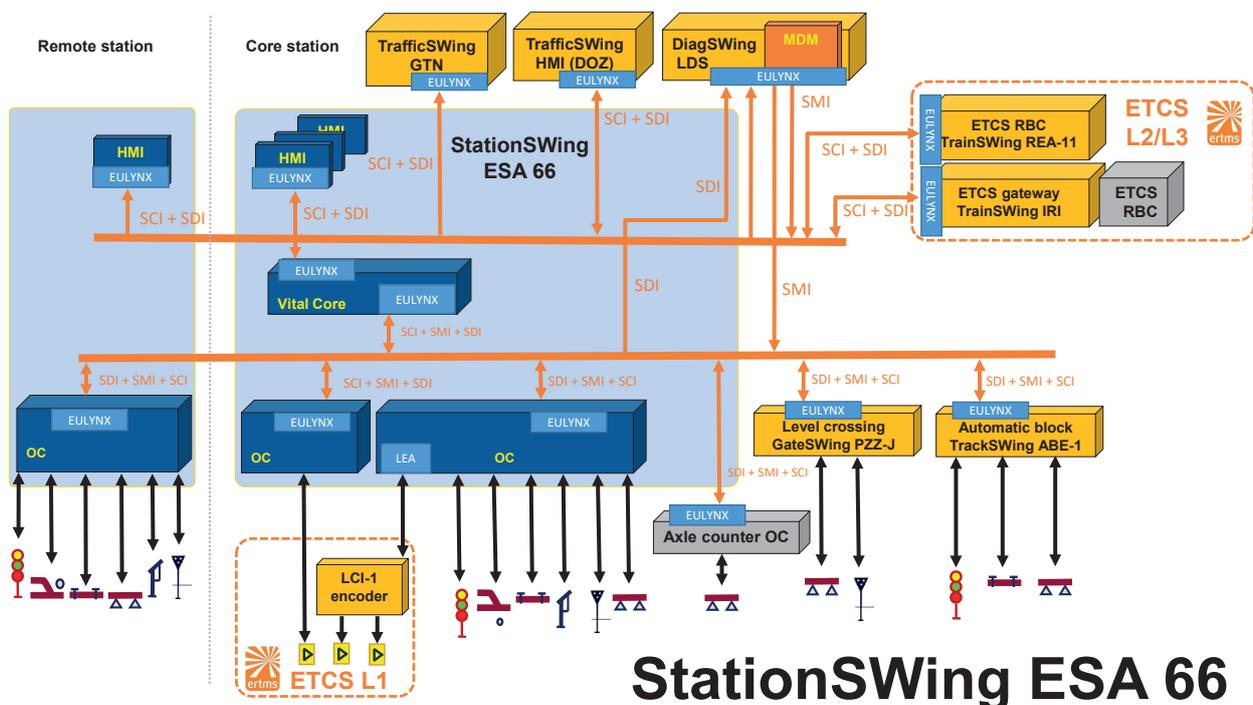 Remote station
Core station
TrafficSWing
GTN
EULYNX
TrafficSWing
HMI (DOZ)
EULYNX
DiagSWing
LDS
MDM
EULYNX
SMI
ETCS
L2/L3
ertms
EULYNX
ETCS RBC
TrainSWing REA-11
EULYNX
ETCS gateway
TrainSWing IRI
ETCS
RBC
SCI + SDI
SCI + SDI
HMI
EULYNX
SCI + SDI
HMI
HMI
EULYNX
SCI + SDI
SCI + SDI
StationSWing
ESA 66
SCI + SDI
SDI
SDI
SMI
EULYNX
Vital Core
EULYNX
SCI + SMI + SDI
SDI + SMI + SCI
SCI + SMI + SDI
SDI + SMI + SCI
SDI + SMI + SCI
SDI + SMI + SCI
EULYNX
OC
EULYNX
OC
EULYNX
LEA
OC
EULYNX
Level crossing
GateSWing PZZ-J
EULYNX
Automatic block
TrackSWing ABE-1
SDI + SMI + SCI
EULYNX
Axle counter OC
LCI-1
encoder
ertms
ETCS L1
StationSWing ESA 66